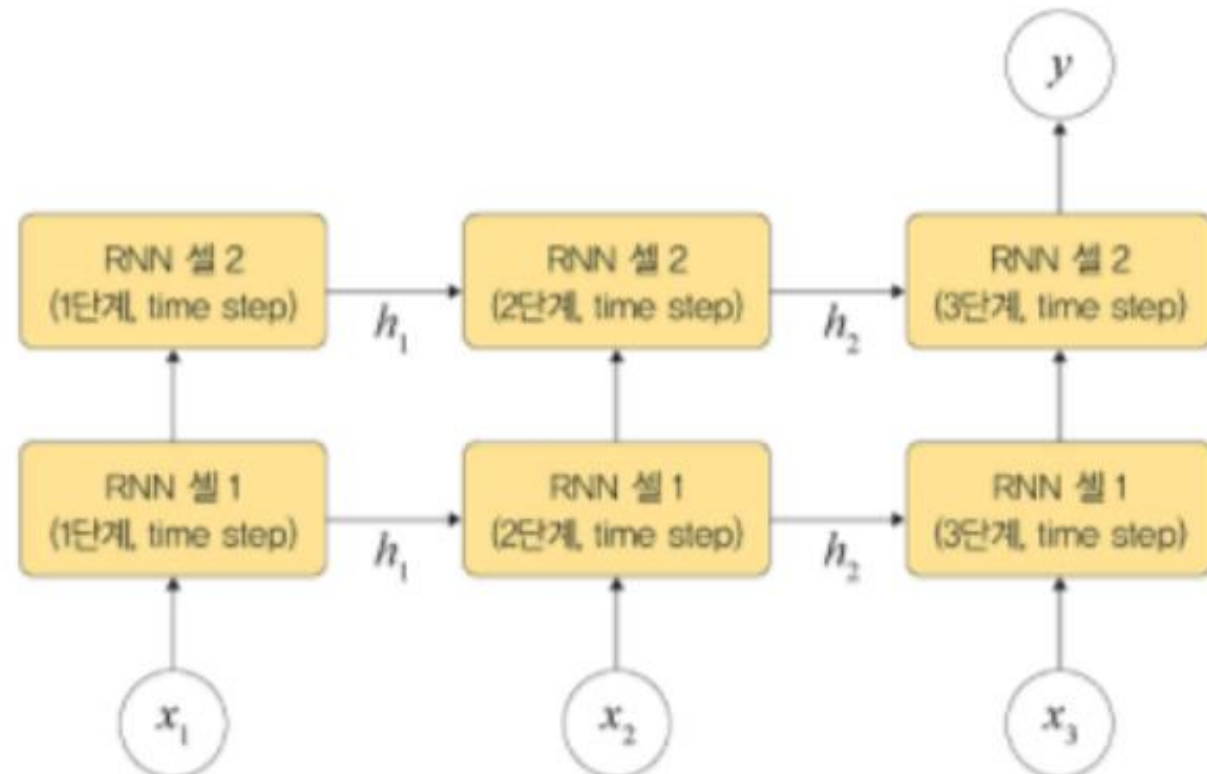 y
RNN 셀 2
(1단계, time step)
h₁
RNN 셀 2
(2단계, time step)
h₂
RNN 셀 2
(3단계, time step)
RNN 셀 1
(1단계, time step)
h₁
RNN 셀 1
(2단계, time step)
h₂
RNN 셀 1
(3단계, time step)
x₁
x₂
x₃